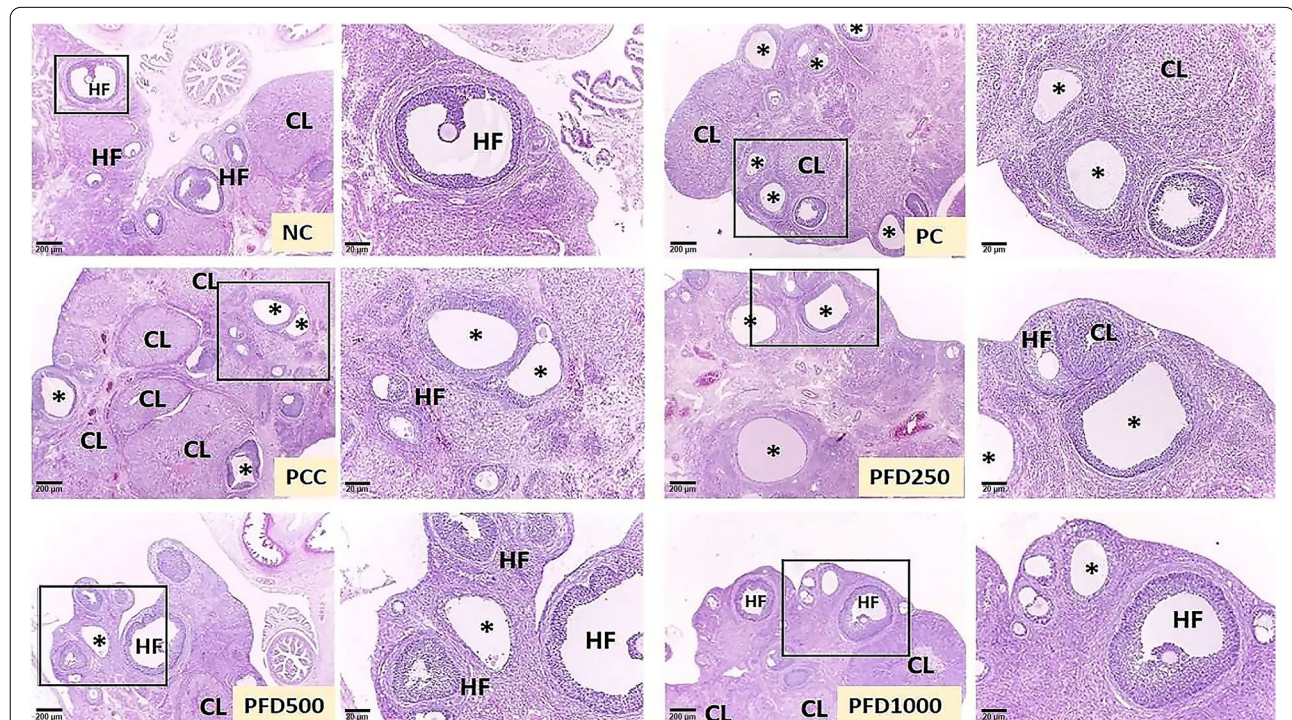 HF
CL
HF HF
200 µm NC
HF
20 µm
* *
*
CL * CL
*
*
200 µm PC
CL
*
*
20 µm
CL
* *
CL
* CL
CL CL
*
200 µm PCC
*
*
HF
20 µm
* *
*
200 µm PFD250
HF CL
*
*
20 µm
* HF
CL
200 µm PFD500
HF
*
HF
HF
20 µm
HF HF
CL
CL CL
200 µm PFD1000
*
HF
20 µm